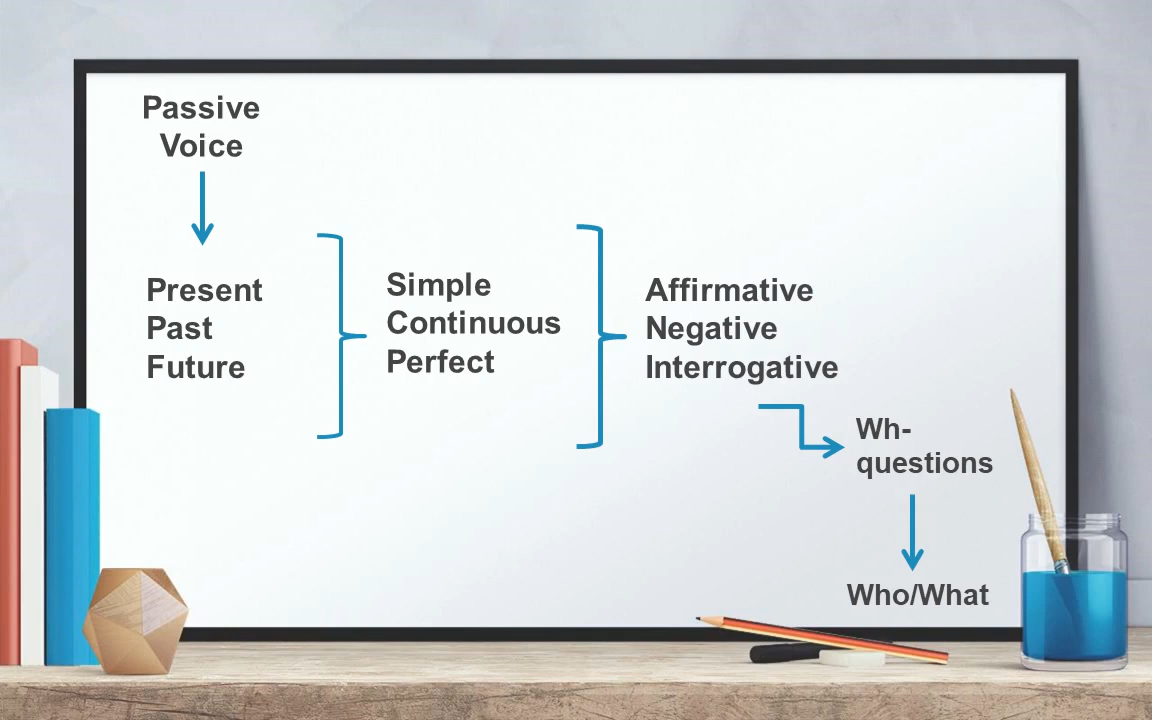 Passive
Voice
Present
Past
Future
Simple
Continuous
Perfect
Affirmative
Negative
Interrogative
Wh-
questions
Who/What